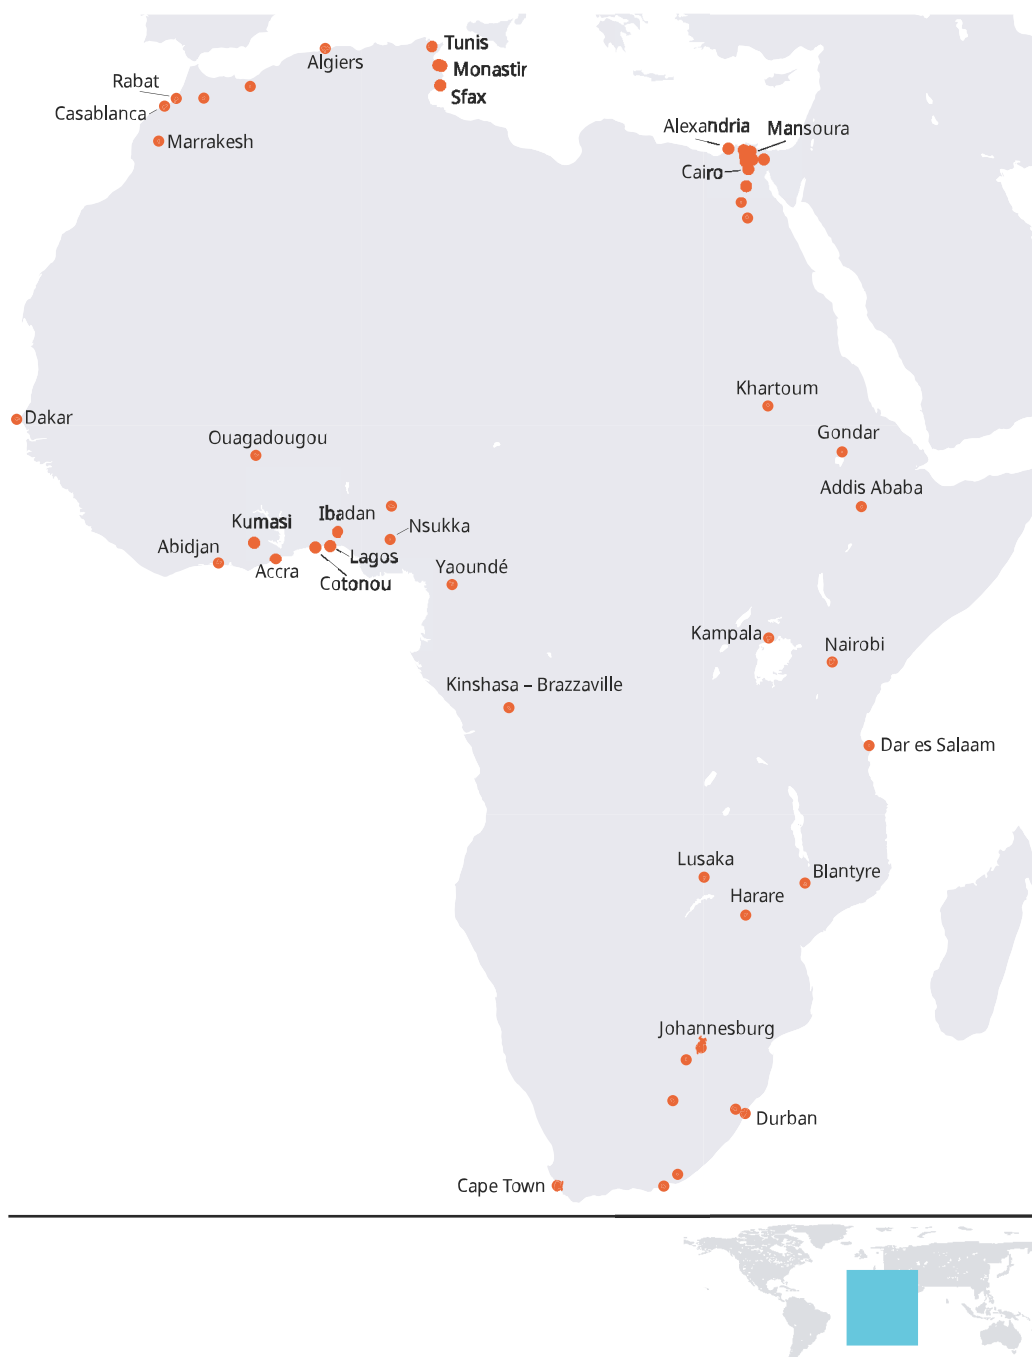 Tunis
Algiers
Monastir
Rabat
Sfax
Casablanca
Alexandria
Mansoura
Marrakesh
Cairo
Khartoum
Dakar
Gondar
Ouagadougou
Addis Ababa
Ibadan
Kumasi
Nsukka
Abidjan
Lagos
Accra
Yaoundé
Cotonou
Kampala
Nairobi
Kinshasa – Brazzaville
Dar es Salaam
Lusaka
Blantyre
Harare
Johannesburg
Durban
Cape Town